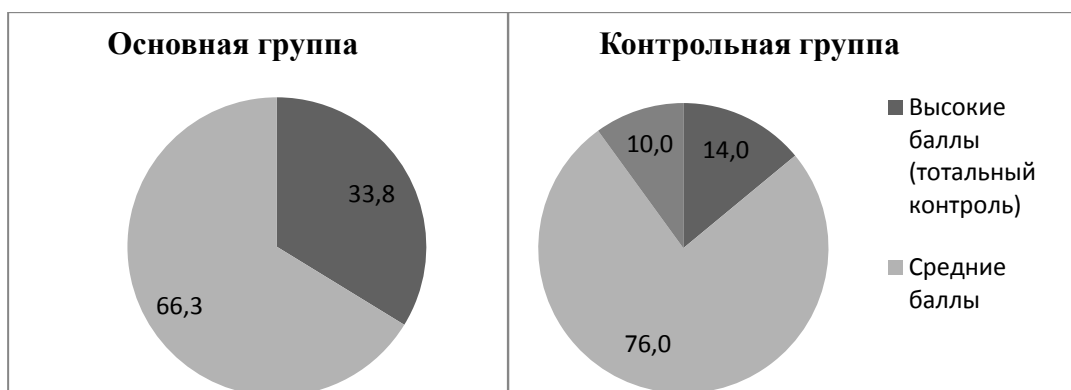 Основная группа
33,8
66,3
Контрольная группа
10,0
14,0
76,0
Высокие
баллы
(тотальный
контроль)
Средние
баллы